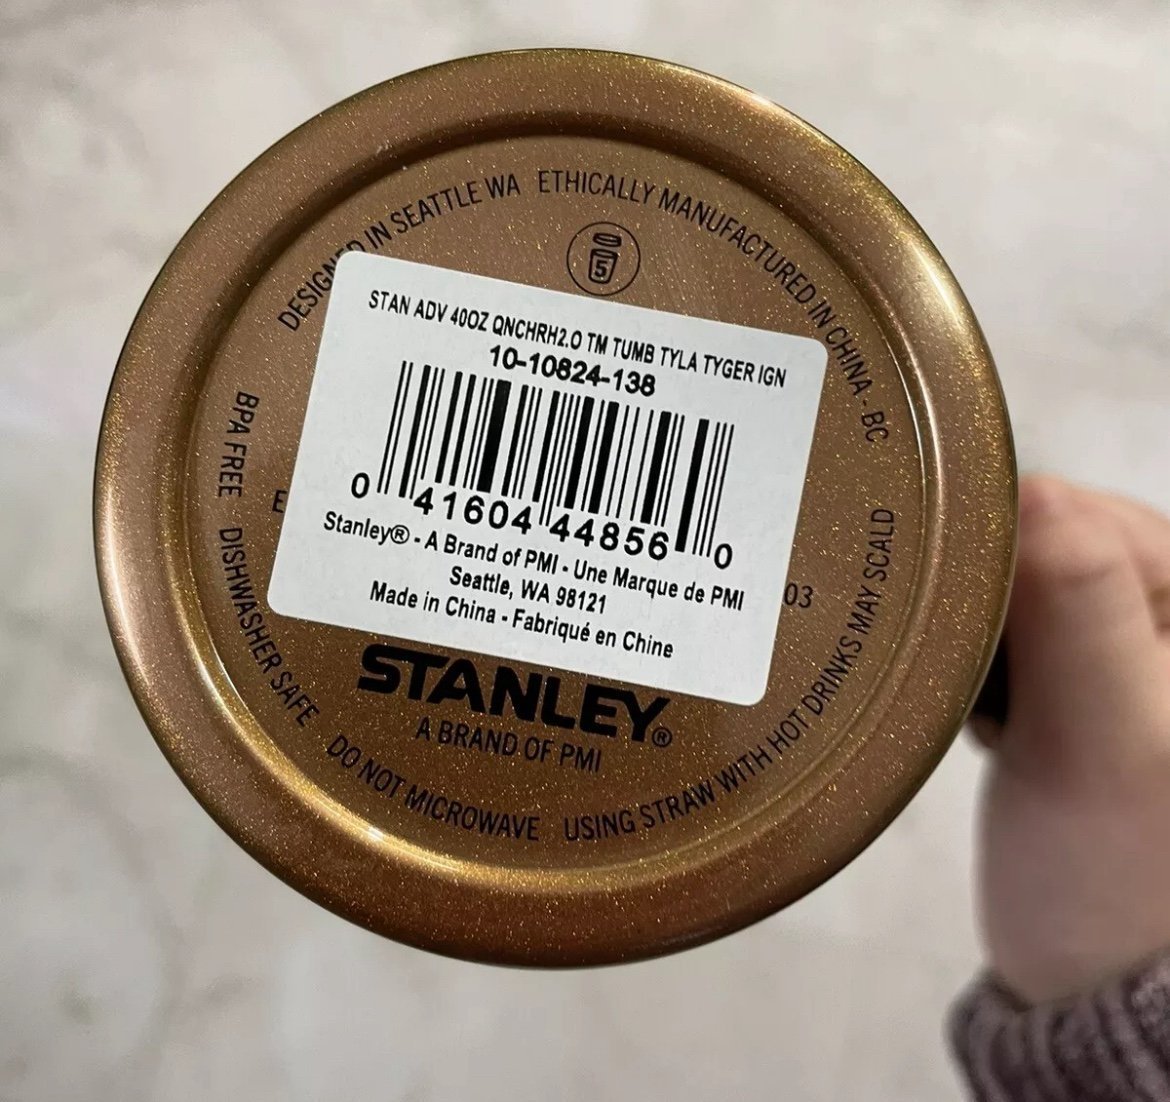 DESIGNED IN SEATTLE WA
ETHICALLY MANUFACTURED IN CHINA - BC
5
STAN ADV 40OZ QNCHRH2.0 TM TUMB TYLA TYGER IGN
10-10824-138
0 41604 44856 0
Stanley® - A Brand of PMI - Une Marque de PMI
Seattle, WA 98121
Made in China - Fabriqué en Chine
E
03
STANLEY®
A BRAND OF PMI
BPA FREE
DISHWASHER SAFE
DO NOT MICROWAVE
USING STRAW WITH HOT DRINKS MAY SCALD